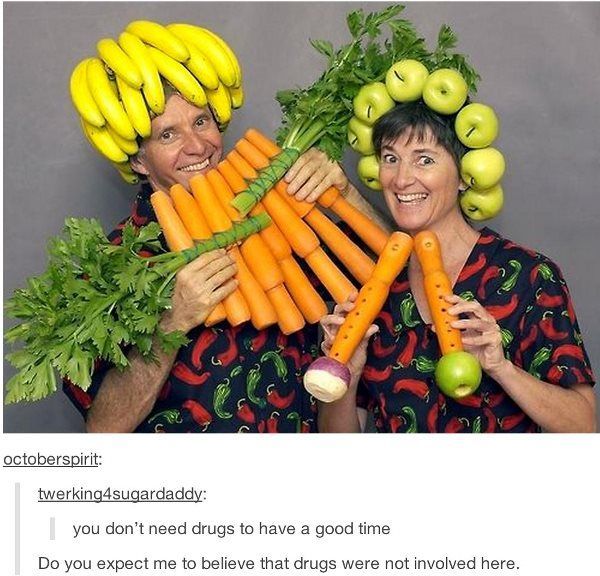 octoberspirit:
twerking4sugardaddy:
you don't need drugs to have a good time
Do you expect me to believe that drugs were not involved here.